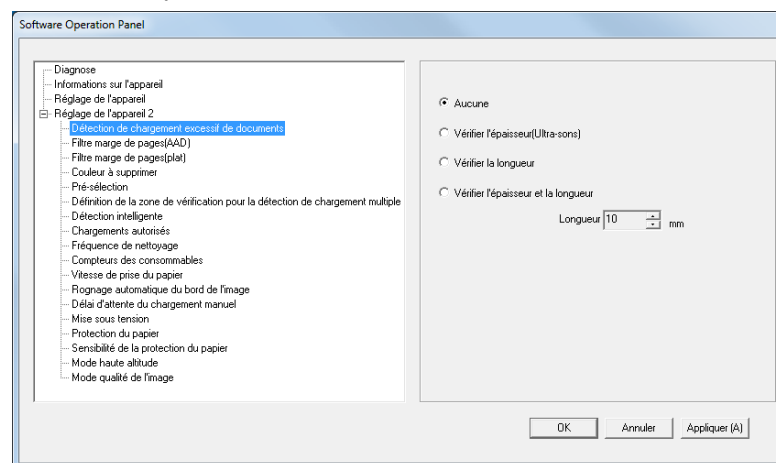 Software Operation Panel
Diagnose
Informations sur l'appareil
Réglage de l'appareil
Réglage de l'appareil 2
Détection de chargement excessif de documents
Filtre marge de pages(AAD)
Filtre marge de pages(plat)
Couleur à supprimer
Pré-sélection
Définition de la zone de vérification pour la détection de chargement multiple
Détection intelligente
Chargements autorisés
Fréquence de nettoyage
Compteurs des consommables
Vitesse de prise du papier
Rognage automatique du bord de l'image
Délai d'attente du chargement manuel
Mise sous tension
Protection du papier
Sensibilité de la protection du papier
Mode haute altitude
Mode qualité de l'image
Aucune
Vérifier l'épaisseur(Ultra-sons)
Vérifier la longueur
Vérifier l'épaisseur et la longueur
Longueur 10 mm
OK Annuler Appliquer (A)